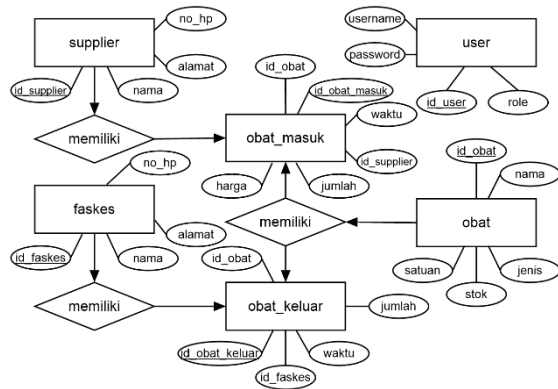 no_hp
supplier
alamat
id_supplier
nama
memiliki
username
password
user
id_user
role
id_obat
id_obat_masuk
waktu
obat_masuk
id_supplier
harga
jumlah
no_hp
faskes
alamat
id_faskes
nama
memiliki
memiliki
id_obat
nama
obat
satuan
jenis
stok
id_obat
obat_keluar
jumlah
id_obat_keluar
waktu
id_faskes